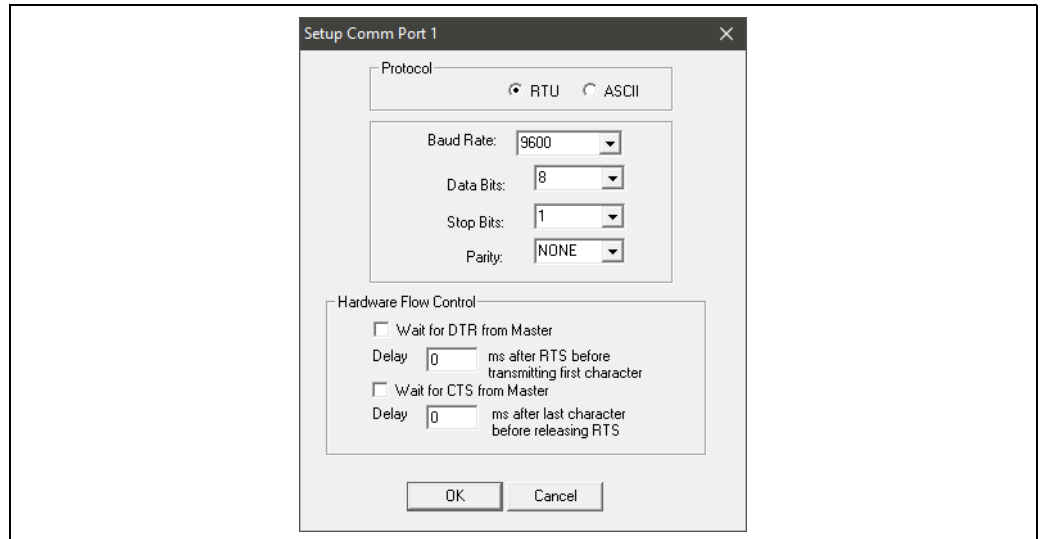 Setup Comm Port 1
Protocol
RTU ASCII
Baud Rate: 9600
Data Bits: 8
Stop Bits: 1
Parity: NONE
Hardware Flow Control
Wait for DTR from Master
Delay 0 ms after RTS before
transmitting first character
Wait for CTS from Master
Delay 0 ms after last character
before releasing RTS
OK Cancel